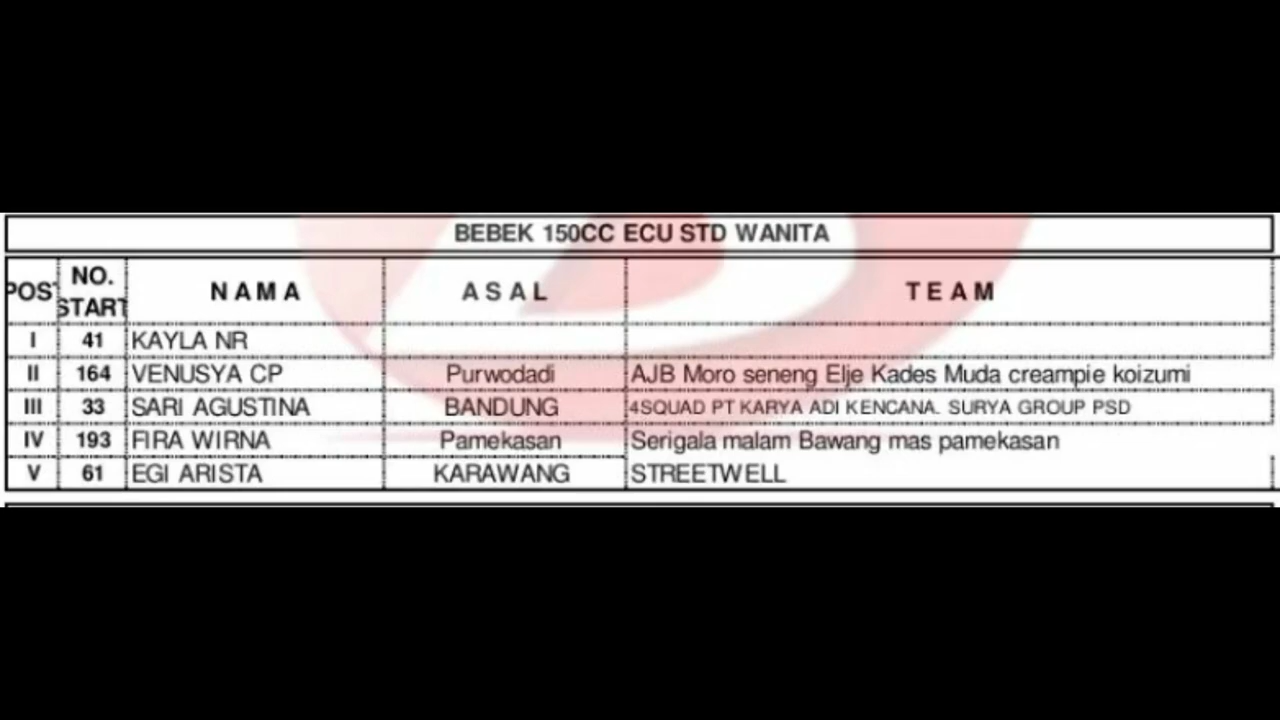 BEBEK 150CC ECU STD WANITA
POST NO. START N A M A A S A L T E A M
I 41 KAYLA NR
II 164 VENUSYA CP Purwodadi AJB Moro seneng Elje Kades Muda creampie koizumi
III 33 SARI AGUSTINA BANDUNG 4SQUAD PT KARYA ADI KENCANA. SURYA GROUP PSD
IV 193 FIRA WIRNA Pamekasan Serigala malam Bawang mas pamekasan
V 61 EGI ARISTA KARAWANG STREETWELL